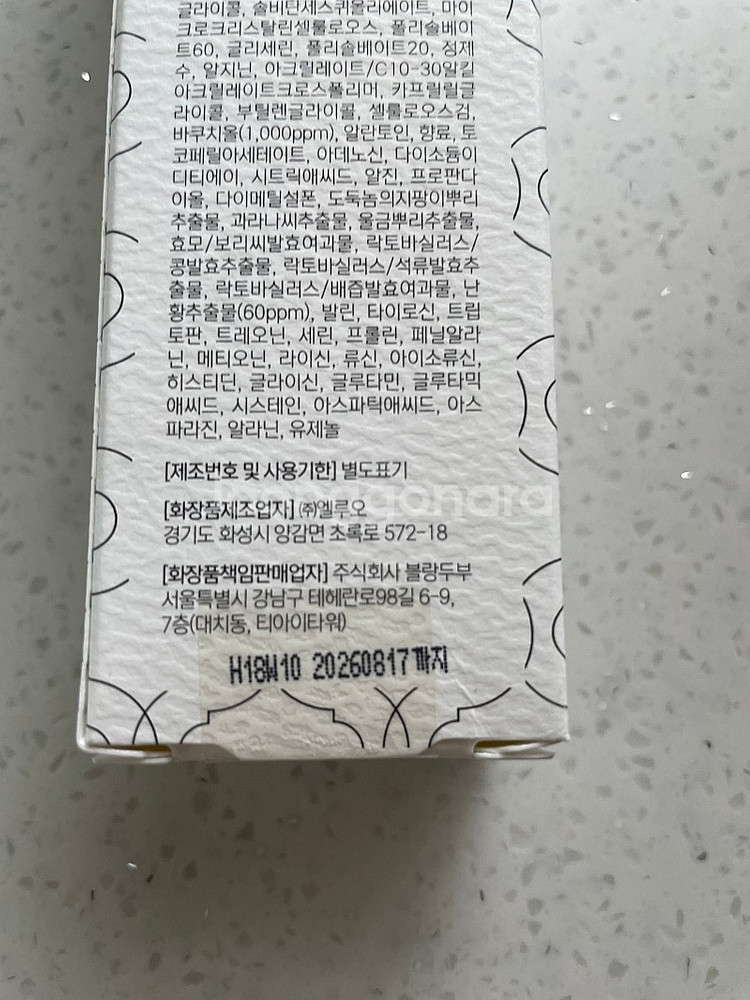 글라이콜, 솔비탄세스퀴올리에이트, 마이
크로크리스탈린셀룰로오스, 폴리솔베이
트60, 글리세린, 폴리솔베이트20, 정제
수, 알지닌, 아크릴레이트/C10-30알킬
아크릴레이트크로스폴리머, 카프릴릴글
라이콜, 부틸렌글라이콜, 셀룰로오스검,
바쿠치올(1,000ppm), 알란토인, 향료, 토
코페릴아세테이트, 아데노신, 다이소듐이
디티에이, 시트릭애씨드, 알진, 프로판다
이올, 다이메틸설폰, 도둑놈의지팡이뿌리
추출물, 과라나씨추출물, 울금뿌리추출물,
효모/보리씨발효여과물, 락토바실러스/
콩발효추출물, 락토바실러스/석류발효추
출물, 락토바실러스/배즙발효여과물, 난
황추출물(60ppm), 발린, 타이로신, 트립
토판, 트레오닌, 세린, 프롤린, 페닐알라
닌, 메티오닌, 라이신, 류신, 아이소류신,
히스티딘, 글라이신, 글루타민, 글루타믹
애씨드, 시스테인, 아스파틱애씨드, 아스
파라진, 알라닌, 유제놀
[제조번호 및 사용기한] 별도표기
[화장품제조업자] ㈜엘루오
경기도 화성시 양감면 초록로 572-18
[화장품책임판매업자] 주식회사 블랑두부
서울특별시 강남구 테헤란로98길 6-9,
7층(대치동, 티아이타워)
H18W10 20260817까지